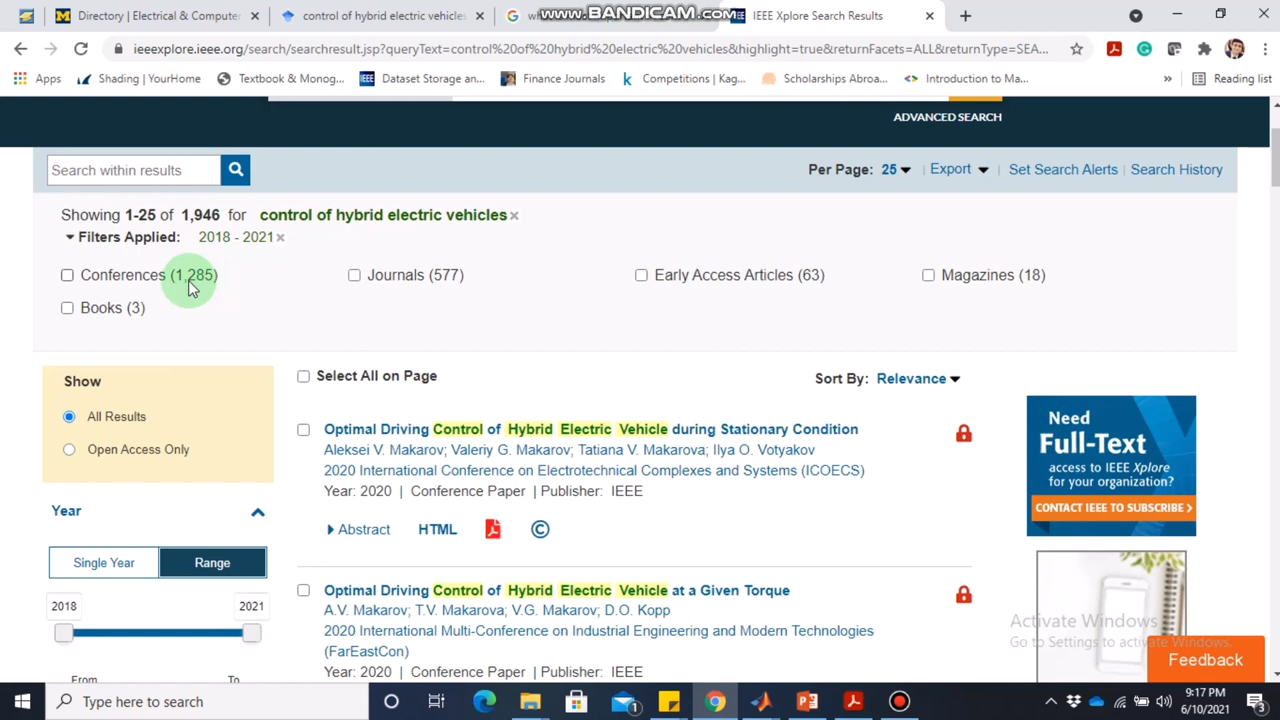 Directory | Electrical & Computer
control of hybrid electric vehicles
wh
www.BANDICAM.com
IEEE Xplore Search Results
ieeexplore.ieee.org/search/searchresult.jsp?queryText=control%20of%20hybrid%20electric%20vehicles&highlight=true&returnFacets=ALL&returnType=SEA...
Apps
Shading | YourHome
Textbook & Monog...
Dataset Storage an...
Finance Journals
Competitions | Kag...
Scholarships Abroa...
Introduction to Ma...
»
Reading list
ADVANCED SEARCH
Search within results
Per Page: 25 | Export | Set Search Alerts | Search History
Showing 1-25 of 1,946 for control of hybrid electric vehicles ×
Filters Applied: 2018 - 2021 ×
Conferences (1,285)
Journals (577)
Early Access Articles (63)
Magazines (18)
Books (3)
Show
All Results
Open Access Only
Year
Single Year
Range
2018
2021
From
To
Select All on Page
Sort By: Relevance
Optimal Driving Control of Hybrid Electric Vehicle during Stationary Condition
Aleksei V. Makarov; Valeriy G. Makarov; Tatiana V. Makarova; Ilya O. Votyakov
2020 International Conference on Electrotechnical Complexes and Systems (ICOECS)
Year: 2020 | Conference Paper | Publisher: IEEE
Abstract
HTML
©
Optimal Driving Control of Hybrid Electric Vehicle at a Given Torque
A.V. Makarov; T.V. Makarova; V.G. Makarov; D.O. Kopp
2020 International Multi-Conference on Industrial Engineering and Modern Technologies
(FarEastCon)
Year: 2020 | Conference Paper | Publisher: IEEE
Need
Full-Text
access to IEEE Xplore
for your organization?
CONTACT IEEE TO SUBSCRIBE >
Activate Windows
Go to Settings to activate Windows.
Feedback
Type here to search
1
9:17 PM
6/10/2021
3